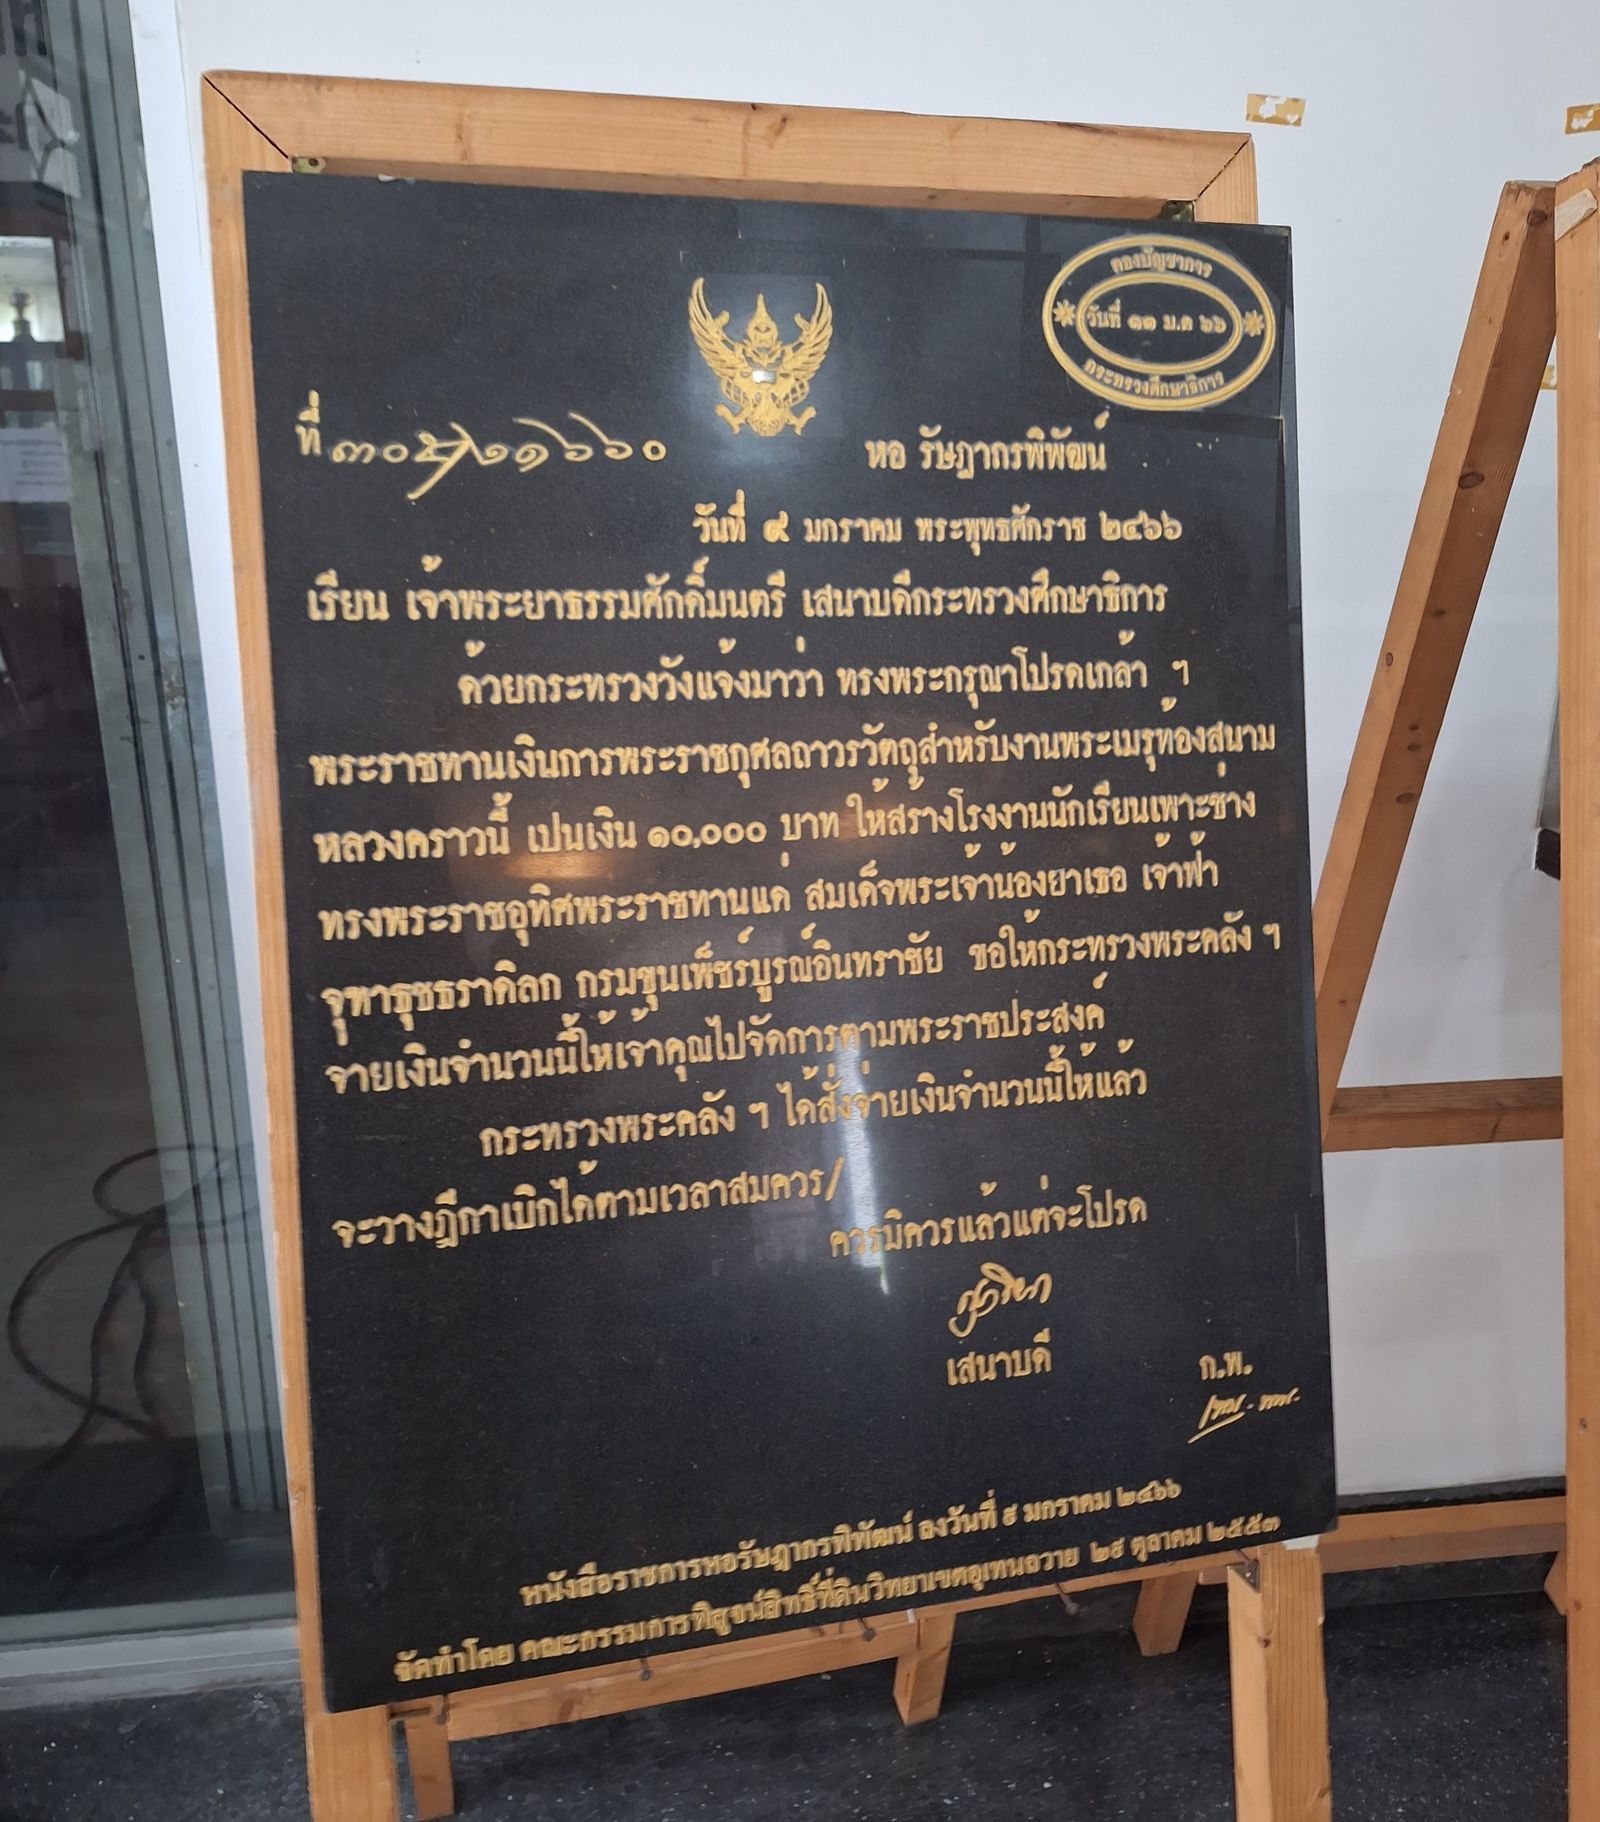 กองบัญชาการ
วันที่ ๑๑ ม.ค ๖๖
กระทรวงศึกษาธิการ
ที่
หอ รัษฎากรพิพัฒน์
วันที่ ๙ มกราคม พระพุทธศักราช ๒๔๖๖
เรียน เจ้าพระยาธรรมศักดิ์มนตรี เสนาบดีกระทรวงศึกษาธิการ
ด้วยกระทรวงวังแจ้งมาว่า ทรงพระกรุณาโปรดเกล้า ฯ
พระราชทานเงินการพระราชกุศลถาวรวัตถุสำหรับงานพระเมรุท้องสนาม
หลวงคราวนี้ เปนเงิน ๑๐,๐๐๐ บาท ให้สร้างโรงงานนักเรียนเพาะช่าง
ทรงพระราชอุทิศพระราชทานแด่ สมเด็จพระเจ้าน้องยาเธอ เจ้าฟ้า
จุฑาธุชธราดิลก กรมขุนเพ็ชร์บูรณ์อินทราชัย ขอให้กระทรวงพระคลัง ฯ
จ่ายเงินจำนวนนี้ให้เจ้าคุณไปจัดการตามพระราชประสงค์
กระทรวงพระคลัง ฯ ได้สั่งจ่ายเงินจำนวนนี้ให้แล้ว
จะวางฎีกาเบิกได้ตามเวลาสมควร/
ควรมิควรแล้วแต่จะโปรด
เสนาบดี
ก.พ.
หนังสือราชการหอรัษฎากรพิพัฒน์ ลงวันที่ ๙ มกราคม ๒๔๖๖
จัดทำโดย คณะกรรมการพิสูจน์สิทธิ์ที่ดินวิทยาเขตอุเทนถวาย ๒๙ ตุลาคม ๒๕๕๓